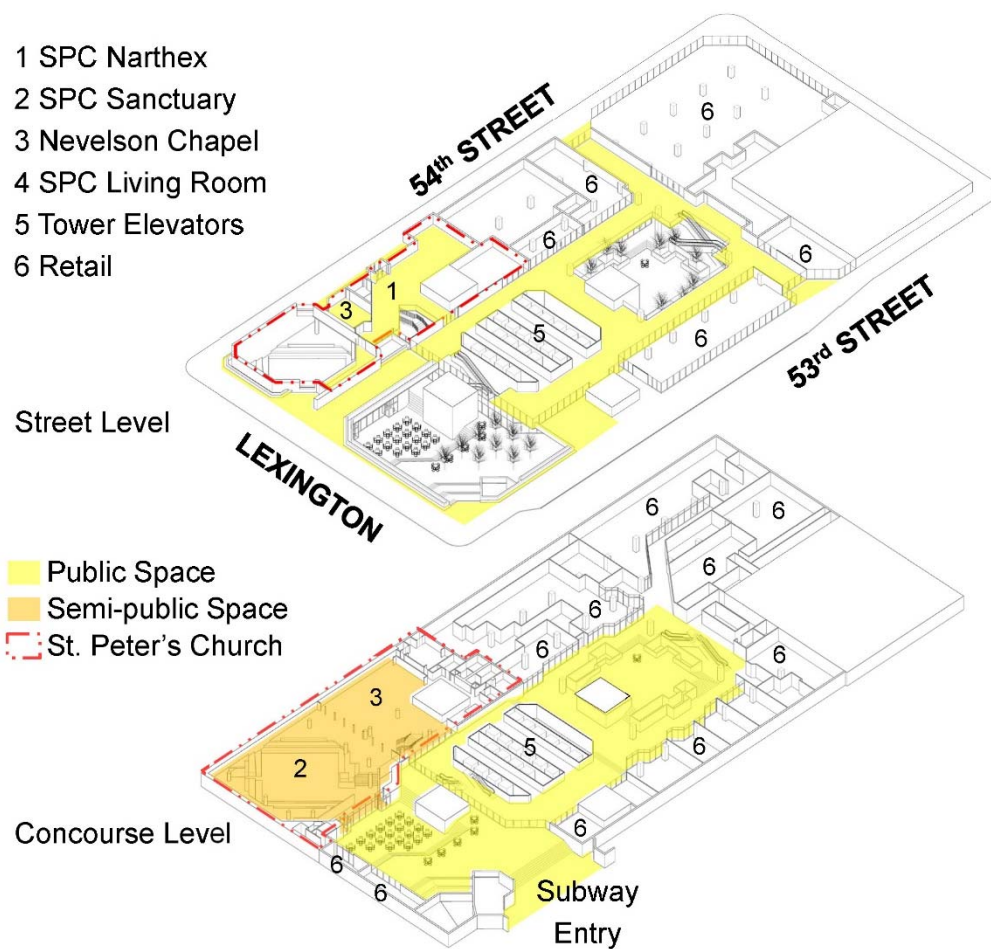 1 SPC Narthex
2 SPC Sanctuary
3 Nevelson Chapel
4 SPC Living Room
5 Tower Elevators
6 Retail
54th STREET
6
6
6
6
1
3
5
6
53rd STREET
Street Level
LEXINGTON
Public Space
Semi-public Space
St. Peter's Church
6
6
6
6
6
6
3
5
6
2
6
6
6
Concourse Level
Subway
Entry